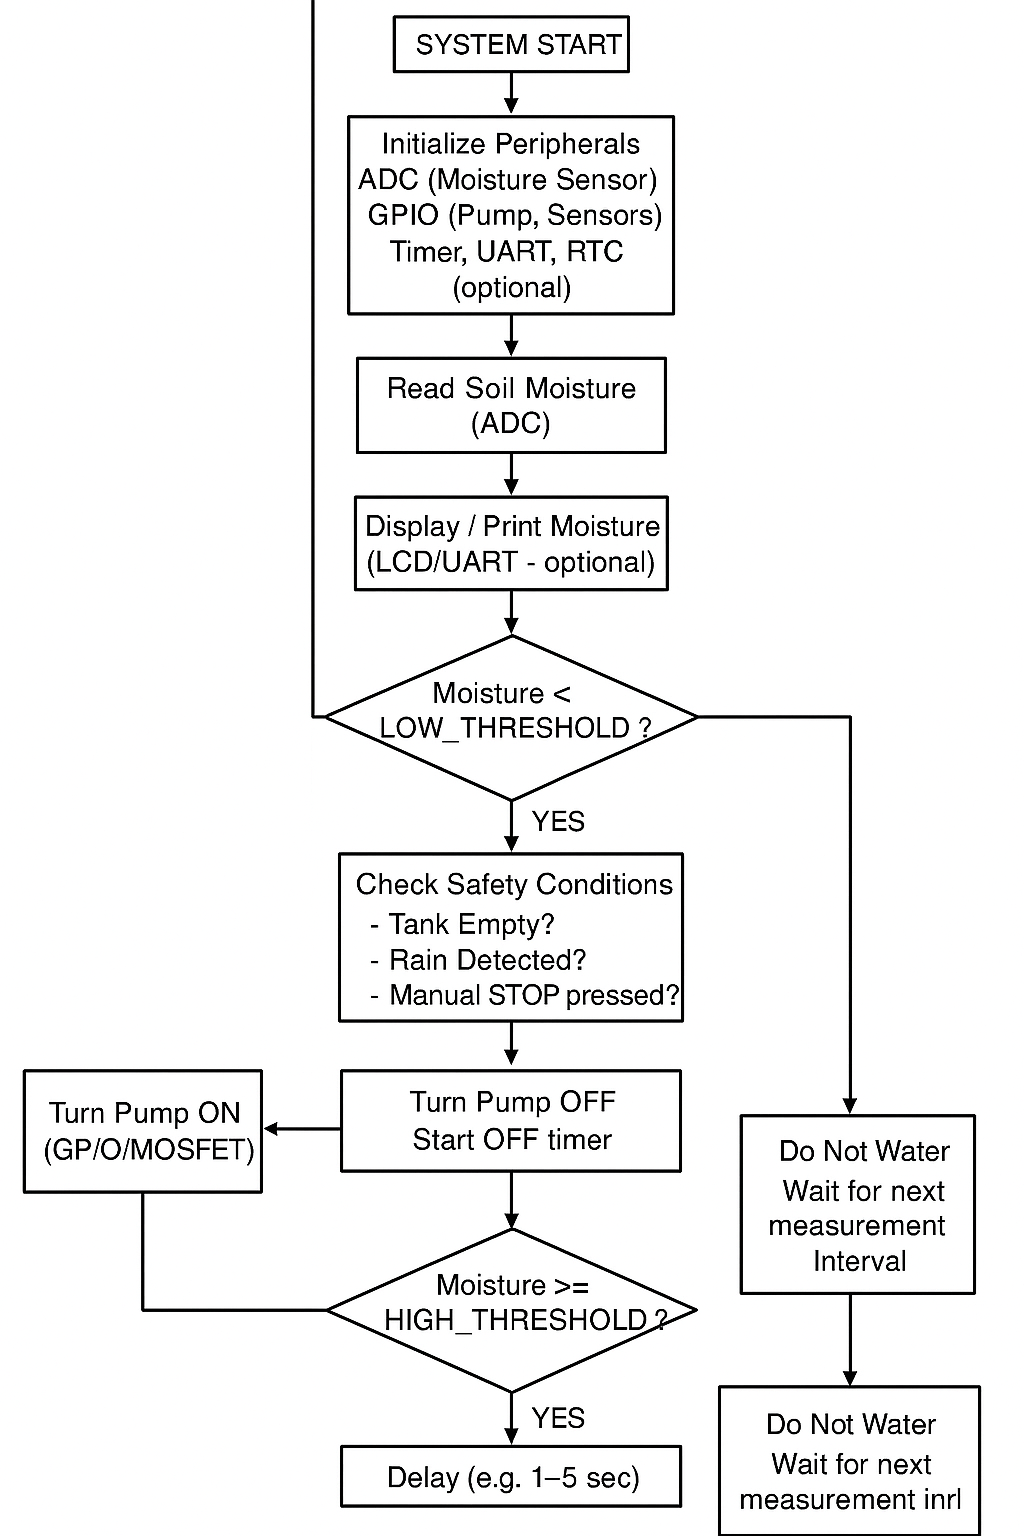 SYSTEM START
Initialize Peripherals
ADC (Moisture Sensor)
GPIO (Pump, Sensors)
Timer, UART, RTC
(optional)
Read Soil Moisture
(ADC)
Display / Print Moisture
(LCD/UART - optional)
Moisture <
LOW_THRESHOLD ?
YES
Check Safety Conditions
- Tank Empty?
- Rain Detected?
- Manual STOP pressed?
Turn Pump ON
(GP/O/MOSFET)
Turn Pump OFF
Start OFF timer
Do Not Water
Wait for next
measurement
Interval
Moisture >=
HIGH_THRESHOLD ?
YES
Delay (e.g. 1–5 sec)
Do Not Water
Wait for next
measurement inrl